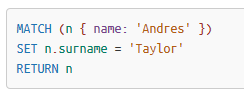 MATCH (n { name: 'Andres' })
SET n.surname = 'Taylor'
RETURN n